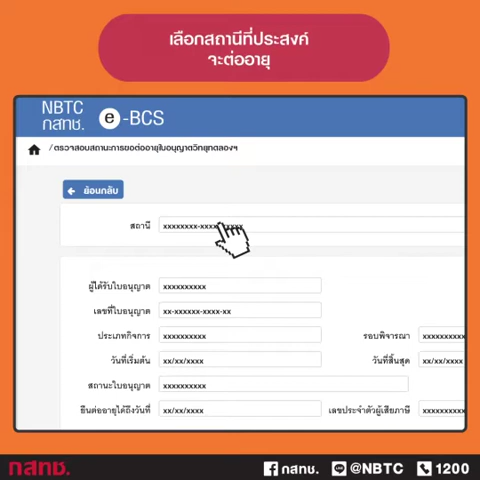 เลือกสถานีที่ประสงค์
จะต่ออายุ
NBTC
กสทช. e-BCS
/ ตรวจสอบสถานะการขอต่ออายุใบอนุญาตวิทยุทดลองฯ
ย้อนกลับ
สถานี xxxxxxxx-xxxx
ผู้ได้รับใบอนุญาต xxxxxxxxxx
เลขที่ใบอนุญาต xx-xxxxxx-xxxx-xx
ประเภทกิจการ xxxxxxxxxx รอบพิจารณา xxxxxxxxxx
วันที่เริ่มต้น xx/xx/xxxx วันที่สิ้นสุด xx/xx/xxxx
สถานะใบอนุญาต xxxxxxxxxx
ยื่นต่ออายุได้ถึงวันที่ xx/xx/xxxx เลขประจำตัวผู้เสียภาษี xxxxxxxxxx
กสทช. กสทช. @NBTC 1200